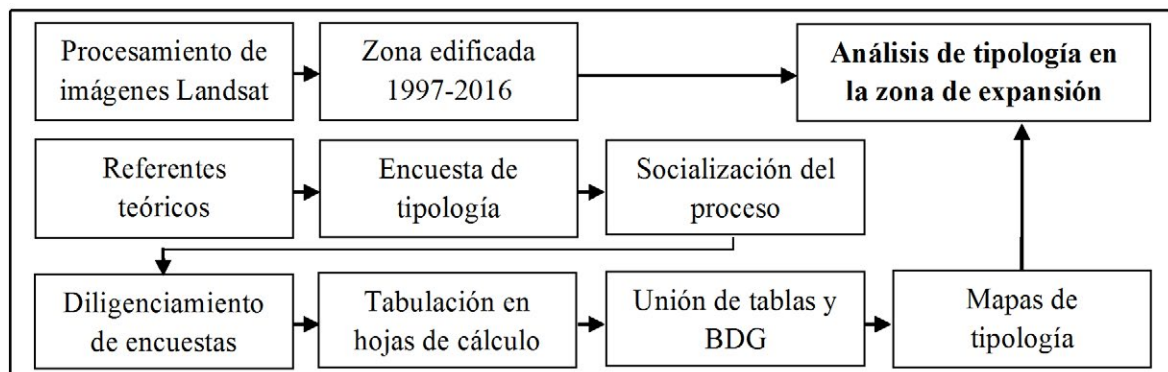 Procesamiento de
imágenes Landsat
Zona edificada
1997-2016
Análisis de tipología en
la zona de expansión
Referentes
teóricos
Encuesta de
tipología
Socialización del
proceso
Diligenciamiento
de encuestas
Tabulación en
hojas de cálculo
Unión de tablas y
BDG
Mapas de
tipología